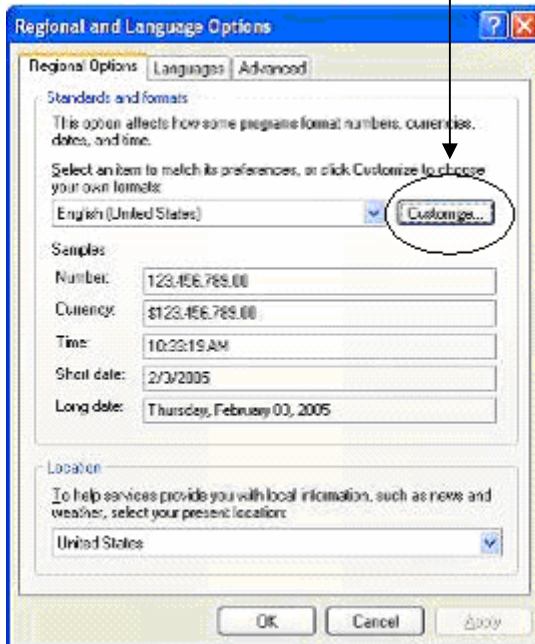 Regional and Language Options
Regional Options Languages Advanced
Standards and formats
This option affects how some programs format numbers, currencies,
dates, and time.
Select an item to match its preferences, or click Customize to choose
your own formats:
English (United States) Customize...
Samples
Number: 123,456,789.00
Currency: $123,456,789.00
Time: 10:33:19 AM
Short date: 2/3/2005
Long date: Thursday, February 03, 2005
Location
To help services provide you with local information, such as news and
weather, select your present location:
United States
OK Cancel Apply